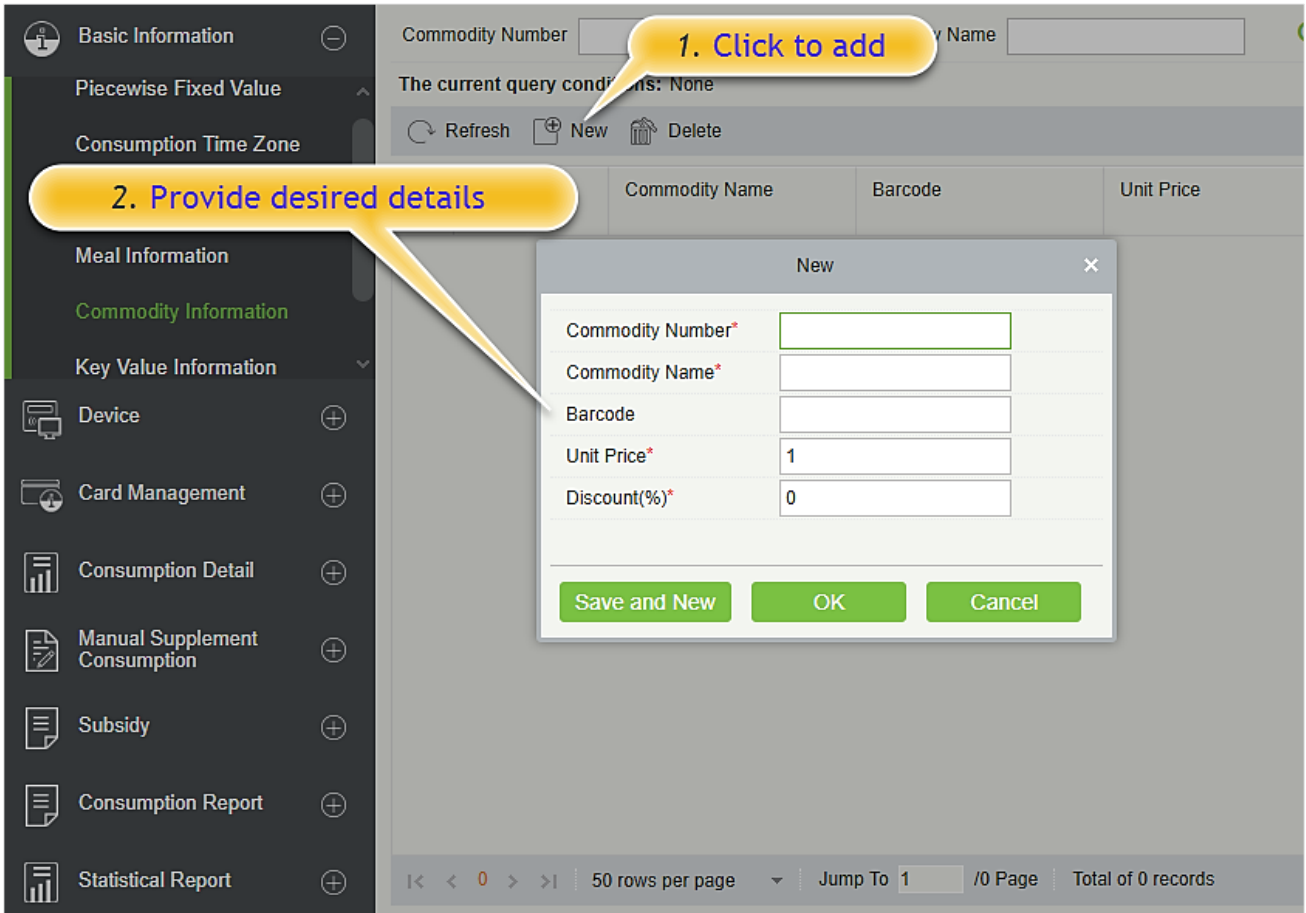 Basic Information
Piecewise Fixed Value
Consumption Time Zone
Meal Information
Commodity Information
Key Value Information
Device
Card Management
Consumption Detail
Manual Supplement
Consumption
Subsidy
Consumption Report
Statistical Report
Commodity Number
y Name
1. Click to add
The current query conditions: None
Refresh New Delete
2. Provide desired details
Commodity Name Barcode Unit Price
New
Commodity Number*
Commodity Name*
Barcode
Unit Price* 1
Discount(%)* 0
Save and New OK Cancel
0 50 rows per page Jump To 1 /0 Page Total of 0 records